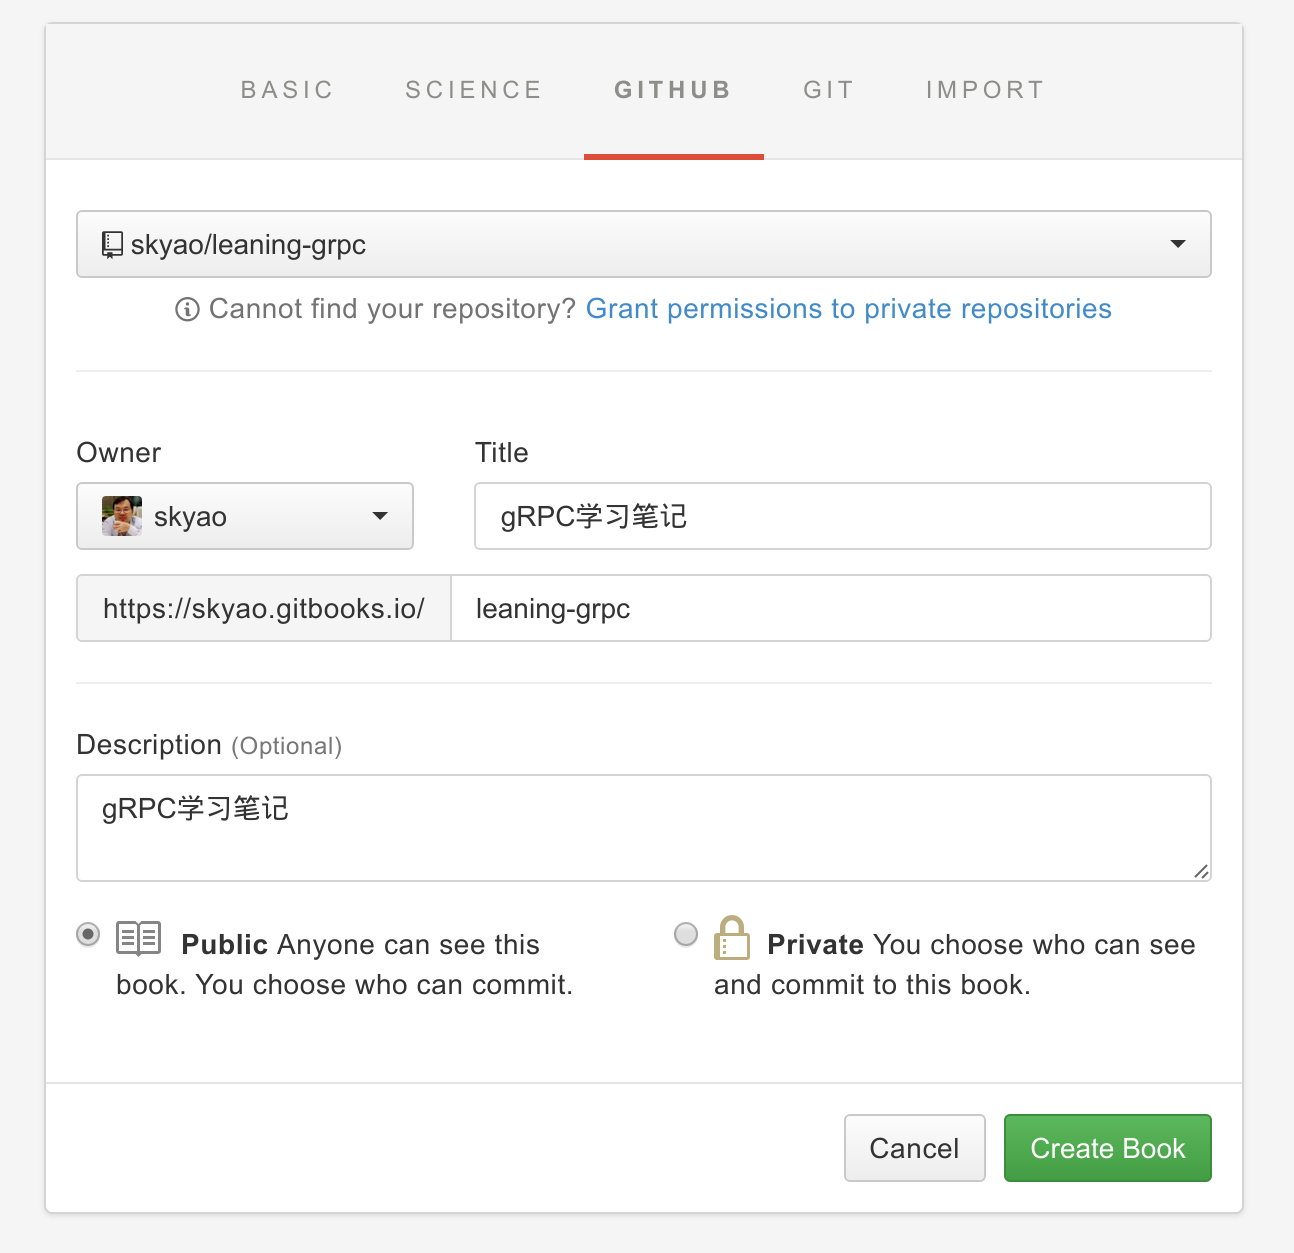 BASIC SCIENCE GITHUB GIT IMPORT
skyao/leaning-grpc
Cannot find your repository? Grant permissions to private repositories
Owner Title
skyao gRPC学习笔记
https://skyao.gitbooks.io/ leaning-grpc
Description (Optional)
gRPC学习笔记
Public Anyone can see this
book. You choose who can commit.
Private You choose who can see
and commit to this book.
Cancel Create Book